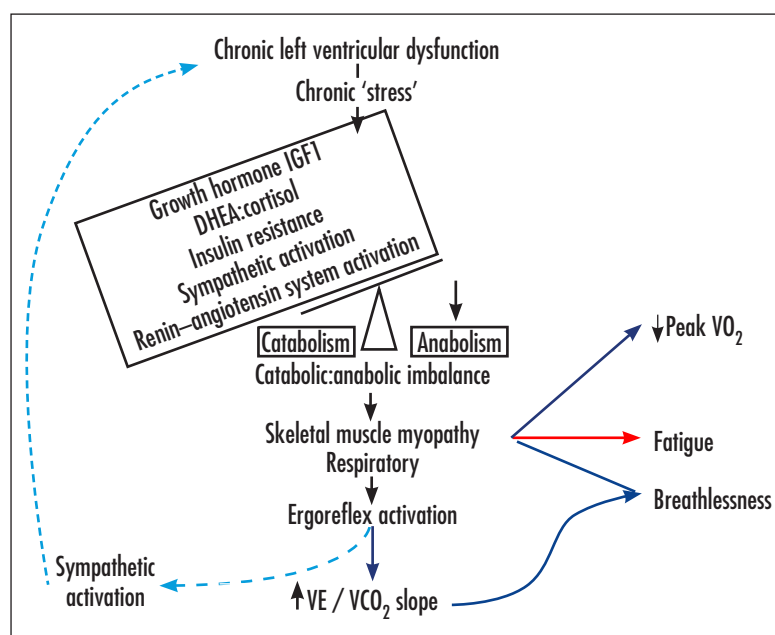 Chronic left ventricular dysfunction
Chronic ‘stress’
Growth hormone IGF1
DHEA:cortisol
Insulin resistance
Sympathetic activation
Renin–angiotensin system activation
Catabolism
Anabolism
Catabolic:anabolic imbalance
↓Peak VO₂
Skeletal muscle myopathy
Respiratory
Fatigue
Breathlessness
Ergoreflex activation
Sympathetic
activation
↑VE / VCO₂ slope